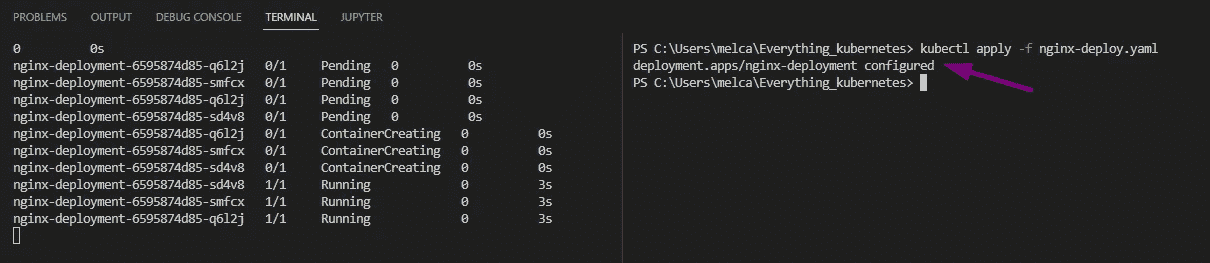 PROBLEMS OUTPUT DEBUG CONSOLE TERMINAL JUPYTER
0 0s
nginx-deployment-6595874d85-q6l2j 0/1 Pending 0 0s
nginx-deployment-6595874d85-smfcx 0/1 Pending 0 0s
nginx-deployment-6595874d85-q6l2j 0/1 Pending 0 0s
nginx-deployment-6595874d85-sd4v8 0/1 Pending 0 0s
nginx-deployment-6595874d85-q6l2j 0/1 ContainerCreating 0 0s
nginx-deployment-6595874d85-smfcx 0/1 ContainerCreating 0 0s
nginx-deployment-6595874d85-sd4v8 0/1 ContainerCreating 0 0s
nginx-deployment-6595874d85-sd4v8 1/1 Running 0 3s
nginx-deployment-6595874d85-smfcx 1/1 Running 0 3s
nginx-deployment-6595874d85-q6l2j 1/1 Running 0 3s
PS C:\Users\melca\Everything_kubernetes> kubectl apply -f nginx-deploy.yaml
deployment.apps/nginx-deployment configured
PS C:\Users\melca\Everything_kubernetes>